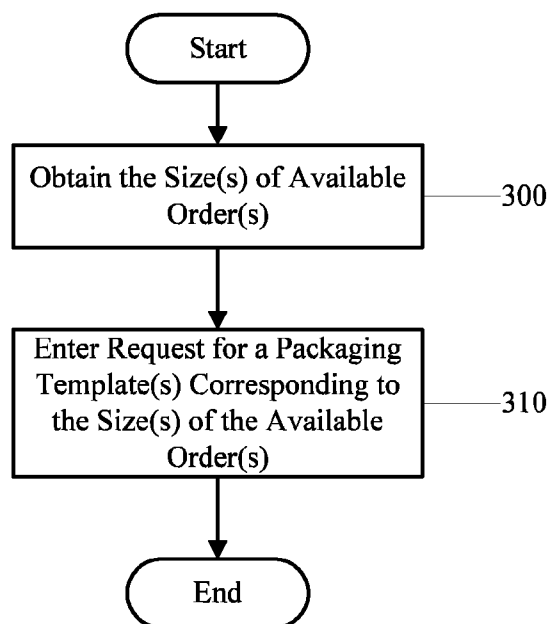 Start
Obtain the Size(s) of Available
Order(s)
300
Enter Request for a Packaging
Template(s) Corresponding to
the Size(s) of the Available
Order(s)
310
End